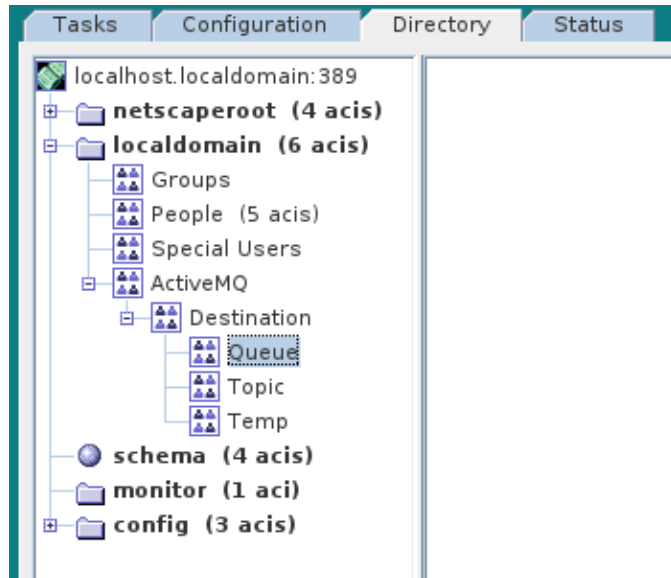 Tasks Configuration Directory Status
localhost.localdomain:389
netscaperoot (4 acis)
localdomain (6 acis)
Groups
People (5 acis)
Special Users
ActiveMQ
Destination
Queue
Topic
Temp
schema (4 acis)
monitor (1 aci)
config (3 acis)